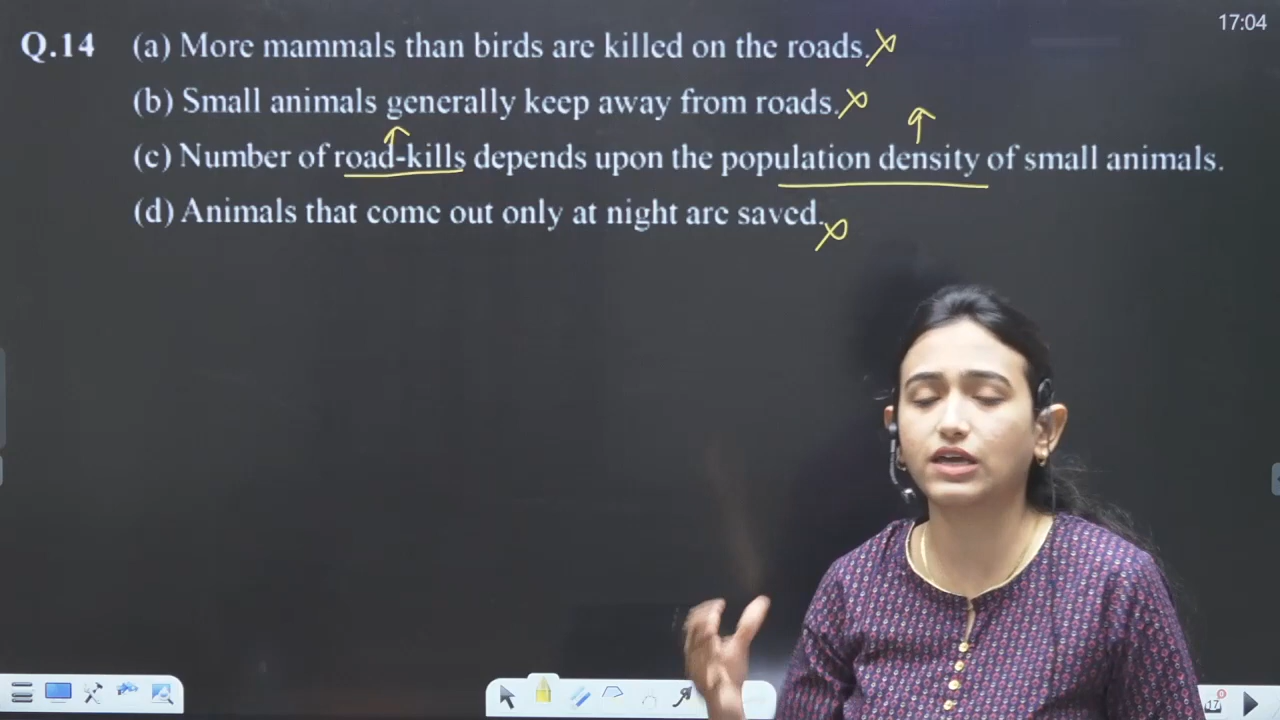 17:04
Q.14 (a) More mammals than birds are killed on the roads.
(b) Small animals generally keep away from roads.
(c) Number of road-kills depends upon the population density of small animals.
(d) Animals that come out only at night are saved.
17